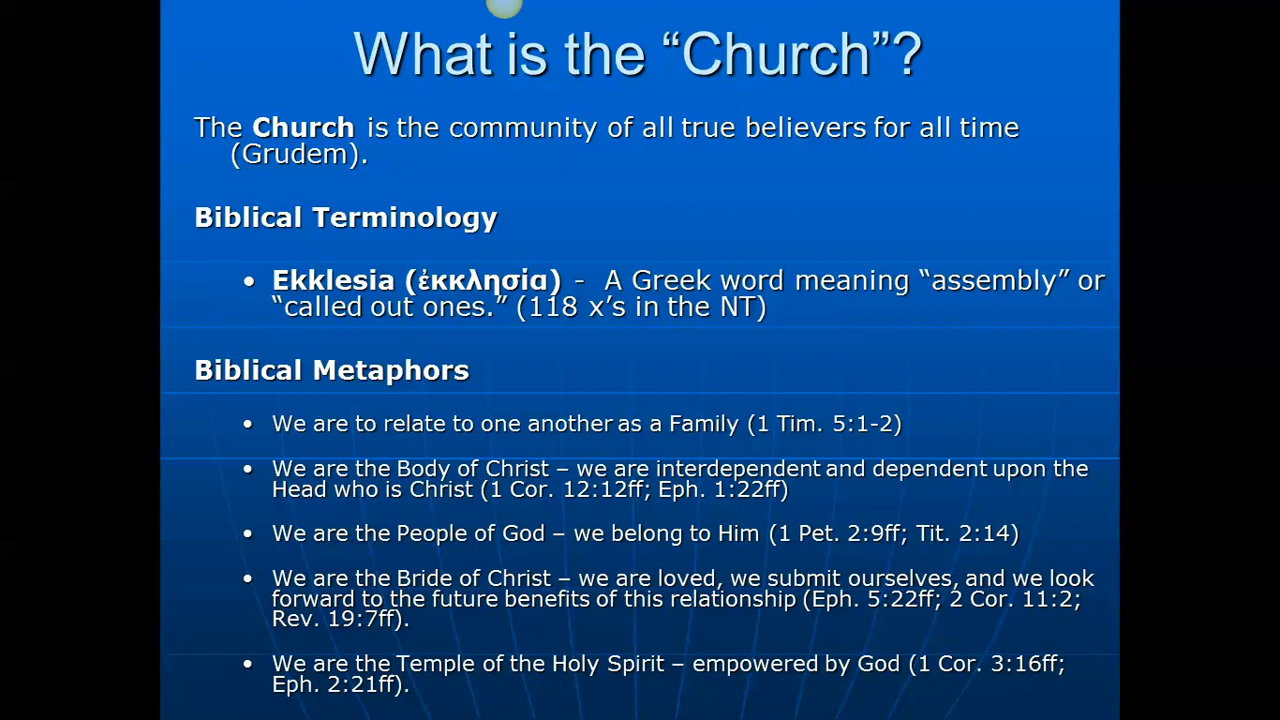 What is the “Church”?
The Church is the community of all true believers for all time
(Grudem).
Biblical Terminology
• Ekklesia (ἐκκλησία) - A Greek word meaning “assembly” or
“called out ones.” (118 x’s in the NT)
Biblical Metaphors
• We are to relate to one another as a Family (1 Tim. 5:1-2)
• We are the Body of Christ – we are interdependent and dependent upon the
Head who is Christ (1 Cor. 12:12ff; Eph. 1:22ff)
• We are the People of God – we belong to Him (1 Pet. 2:9ff; Tit. 2:14)
• We are the Bride of Christ – we are loved, we submit ourselves, and we look
forward to the future benefits of this relationship (Eph. 5:22ff; 2 Cor. 11:2;
Rev. 19:7ff).
• We are the Temple of the Holy Spirit – empowered by God (1 Cor. 3:16ff;
Eph. 2:21ff).